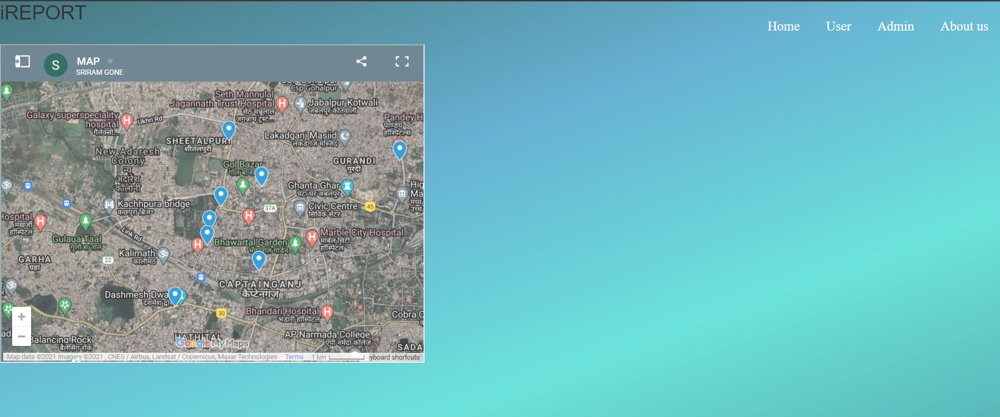 iREPORT
Home
User
Admin
About us
S
MAP
SRIRAM GONE
Csp Gohalpur
Seth Mannulal
Jagannath Trust Hospital
सेठ मन्नूलाल
जगन्नाथ ट्रस्ट...
Jabalpur Kotwali
जबलपुर कोतवाली
Galaxy superspeciality
hospital
गैलेक्सी...
Ukhri Rd
Pandey H
पाण्डेय
हॉस्पिटल्स
Lakadganj Masjid
लकडगंज मस्जिद
SHEETALPURI
शीतलपुरी
New Adaresh
Colony
न्य
अदारेश
कॉलोनी
GURANDI
गुरंदी
Gol Bazar
गोल बाजा
Ghanta Ghar
घंटा घर जबलपुर
Hig
Ma
मध्य
उच्च
Kachhpura bridge
कछपुरा ब्रिज
37A
Civic Centre
सिविक सेंटर
45
Hospital
मखर्जी
हॉस्पिटल
Link Rd
Gulaua Taal
गुलौआ ताल
Marble City Hospital
मार्बल सिटी
हॉस्पिटल
Bhawartal Garden
भँवरताल गार्डन
Kalimath
कालीमठ
GARHA
ग्रहा
22
CAPTAINGANJ
कैप्टेनगंज
Dashmesh Dwa
दशमेश द्वा
30
Bhandari Hospital
भंडारी हॉस्पिटल
Cobra C
+
−
adi
Balancing Rock
बैलेंसिंग रॉक
HATHITAL
Google My Maps
AP Narmada College
एपी नर्मदा कॉलेज
SADA
Map data ©2021 Imagery ©2021 , CNES / Airbus, Landsat / Copernicus, Maxar Technologies
Terms
1 km
yboard shortcuts